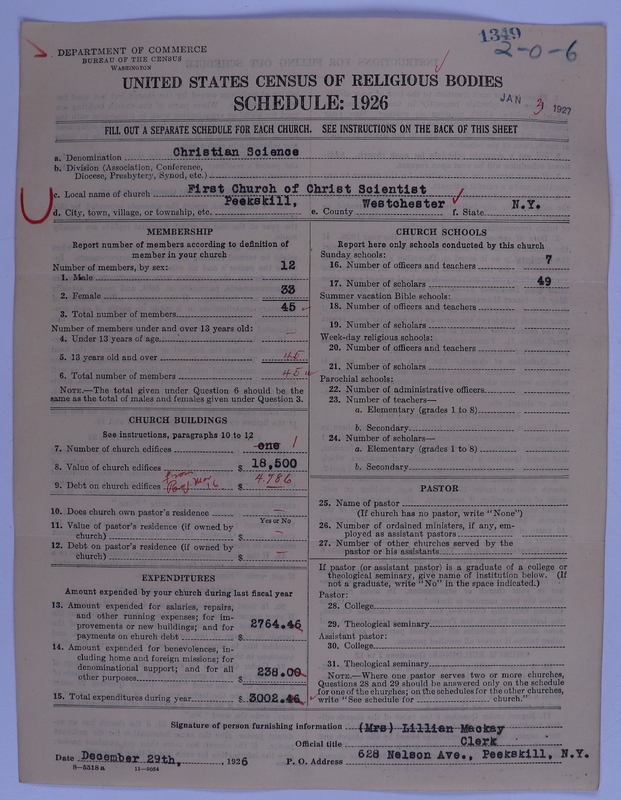 1349
2-0-6
DEPARTMENT OF COMMERCE
BUREAU OF THE CENSUS
WASHINGTON
UNITED STATES CENSUS OF RELIGIOUS BODIES
SCHEDULE: 1926
JAN 3 1927
FILL OUT A SEPARATE SCHEDULE FOR EACH CHURCH. SEE INSTRUCTIONS ON THE BACK OF THIS SHEET
a. Denomination Christian Science
b. Division (Association, Conference, Diocese, Presbytery, Synod, etc.)
c. Local name of church First Church of Christ Scientist
d. City, town, village, or township, etc. Peekskill, e. County Westchester f. State N.Y.
MEMBERSHIP
Report number of members according to definition of
member in your church
Number of members, by sex:
1. Male 12
2. Female 33
3. Total number of members 45
Number of members under and over 13 years old:
4. Under 13 years of age —
5. 13 years old and over 45
6. Total number of members 45
NOTE.—The total given under Question 6 should be
same as the total of males and females given under Question 3.
CHURCH BUILDINGS
See instructions, paragraphs 10 to 12
7. Number of church edifices one 1
8. Value of church edifices $ 18,500
9. Debt on church edifices from $ 4,786
10. Does church own pastor's residence —
Yes or No
11. Value of pastor's residence (if owned by
church) $ —
12. Debt on pastor's residence (if owned by
church) $ —
EXPENDITURES
Amount expended by your church during last fiscal year
13. Amount expended for salaries, repairs,
and other running expenses; for im-
provements or new buildings; and for
payments on church debt $ 2764.46
14. Amount expended for benevolences, in-
cluding home and foreign missions; for
denominational support; and for all
other purposes $ 238.00
15. Total expenditures during year $ 3002.46
CHURCH SCHOOLS
Report here only schools conducted by this church
Sunday schools:
16. Number of officers and teachers 7
17. Number of scholars 49
Summer vacation Bible schools:
18. Number of officers and teachers
19. Number of scholars
Week-day religious schools:
20. Number of officers and teachers
21. Number of scholars
Parochial schools:
22. Number of administrative officers
23. Number of teachers—
a. Elementary (grades 1 to 8)
b. Secondary
24. Number of scholars—
a. Elementary (grades 1 to 8)
b. Secondary
PASTOR
25. Name of pastor
(If church has no pastor, write "None")
26. Number of ordained ministers, if any, em-
ployed as assistant pastors
27. Number of other churches served by the
pastor or his assistants
If pastor (or assistant pastor) is a graduate of a college or
theological seminary, give name of institution below. (If
not a graduate, write "No" in the space indicated.)
Pastor:
28. College
29. Theological seminary
Assistant pastor:
30. College
31. Theological seminary
NOTE.—Where one pastor serves two or more churches,
Questions 28 and 29 should be answered only on the schedule
for one of the churches; on the schedules for the other churches,
write "See schedule for church."
Signature of person furnishing information (Mrs) Lillian Mackay
Official title Clerk
Date December 29th, 1926 P. O. Address 628 Nelson Ave., Peekskill, N.Y.
8—5518 a 11—9054